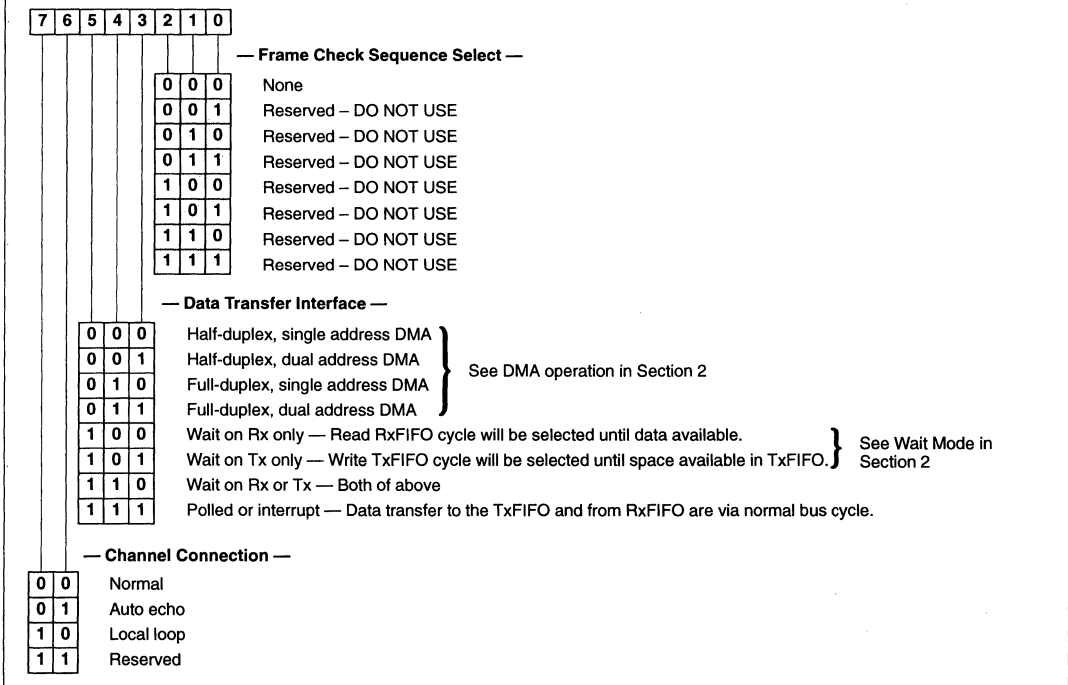 7 6 5 4 3 2 1 0
— Frame Check Sequence Select —
0 0 0 None
0 0 1 Reserved – DO NOT USE
0 1 0 Reserved – DO NOT USE
0 1 1 Reserved – DO NOT USE
1 0 0 Reserved – DO NOT USE
1 0 1 Reserved – DO NOT USE
1 1 0 Reserved – DO NOT USE
1 1 1 Reserved – DO NOT USE
— Data Transfer Interface —
0 0 0 Half-duplex, single address DMA
0 0 1 Half-duplex, dual address DMA
See DMA operation in Section 2
0 1 0 Full-duplex, single address DMA
0 1 1 Full-duplex, dual address DMA
1 0 0 Wait on Rx only — Read RxFIFO cycle will be selected until data available.
1 0 1 Wait on Tx only — Write TxFIFO cycle will be selected until space available in TxFIFO.
See Wait Mode in
Section 2
1 1 0 Wait on Rx or Tx — Both of above
1 1 1 Polled or interrupt — Data transfer to the TxFIFO and from RxFIFO are via normal bus cycle.
— Channel Connection —
0 0 Normal
0 1 Auto echo
1 0 Local loop
1 1 Reserved